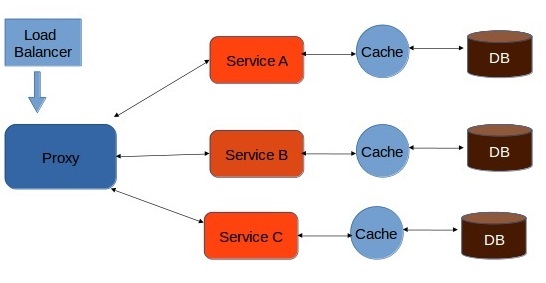 Load
Balancer
Proxy
Service A
Cache
DB
Service B
Cache
DB
Service C
Cache
DB